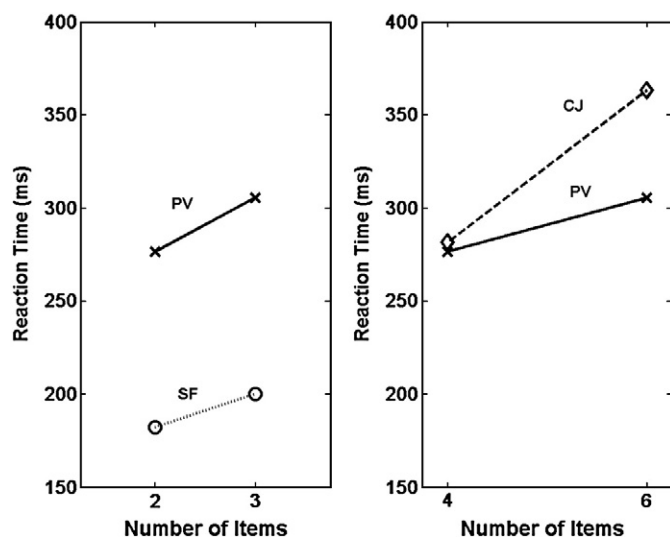 400
350
300
250
200
150
Reaction Time (ms)
PV
SF
2
3
Number of Items
400
350
300
250
200
150
Reaction Time (ms)
CJ
PV
4
6
Number of Items